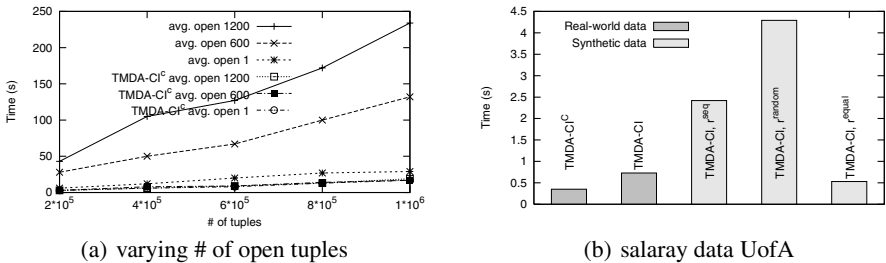 250
200
150
100
50
0
Time (s)
avg. open 1200
avg. open 600
avg. open 1
TMDA-CI^C avg. open 1200
TMDA-CI^C avg. open 600
TMDA-CI^C avg. open 1
2*10^5 4*10^5 6*10^5 8*10^5 1*10^6
# of tuples
(a) varying # of open tuples
4.5
4
3.5
3
2.5
2
1.5
1
0.5
0
Time (s)
Real-world data
Synthetic data
TMDA-CI^C
TMDA-CI
TMDA-CI, r^seq
TMDA-CI, r^random
TMDA-CI, r^equal
(b) salaray data UofA